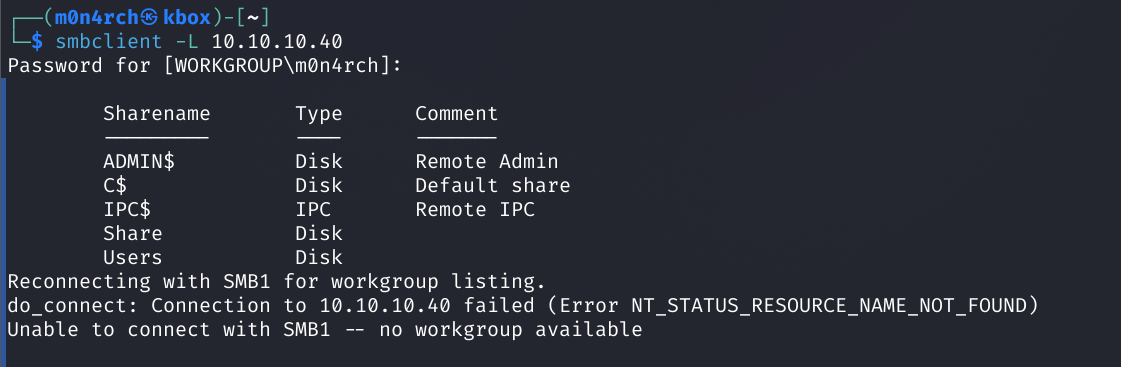 ┌──(m0n4rch㉿kbox)-[~]
└─$ smbclient -L 10.10.10.40
Password for [WORKGROUP\m0n4rch]:
Sharename Type Comment
--------- ---- -------
ADMIN$ Disk Remote Admin
C$ Disk Default share
IPC$ IPC Remote IPC
Share Disk
Users Disk
Reconnecting with SMB1 for workgroup listing.
do_connect: Connection to 10.10.10.40 failed (Error NT_STATUS_RESOURCE_NAME_NOT_FOUND)
Unable to connect with SMB1 -- no workgroup available